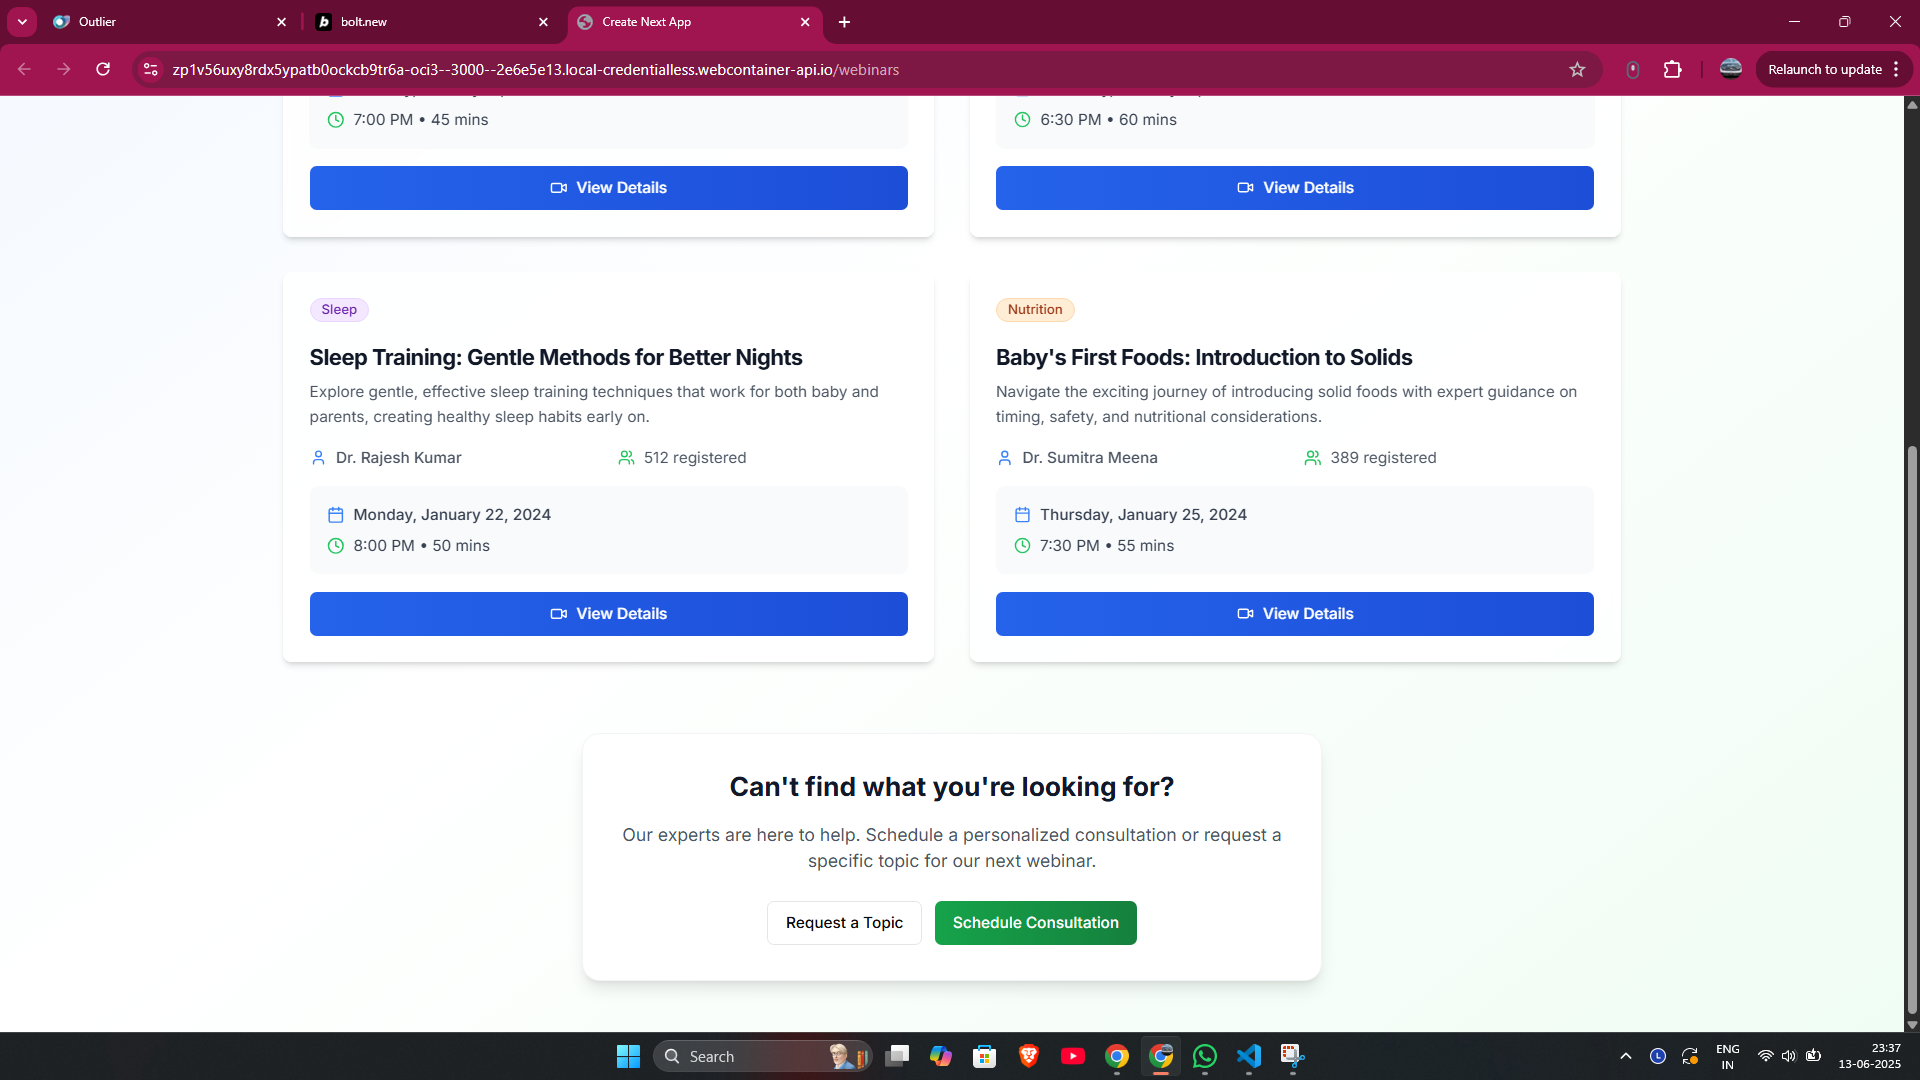 Outlier
bolt.new
Create Next App
zp1v56uxy8rdx5ypatb0ockcb9tr6a-oci3--3000--2e6e5e13.local-credentialless.webcontainer-api.io/webinars
Relaunch to update
7:00 PM • 45 mins
6:30 PM • 60 mins
View Details
View Details
Sleep
Sleep Training: Gentle Methods for Better Nights
Explore gentle, effective sleep training techniques that work for both baby and
parents, creating healthy sleep habits early on.
Dr. Rajesh Kumar
512 registered
Monday, January 22, 2024
8:00 PM • 50 mins
View Details
Nutrition
Baby's First Foods: Introduction to Solids
Navigate the exciting journey of introducing solid foods with expert guidance on
timing, safety, and nutritional considerations.
Dr. Sumitra Meena
389 registered
Thursday, January 25, 2024
7:30 PM • 55 mins
View Details
Can't find what you're looking for?
Our experts are here to help. Schedule a personalized consultation or request a
specific topic for our next webinar.
Request a Topic
Schedule Consultation
Search
ENG
IN
23:37
13-06-2025